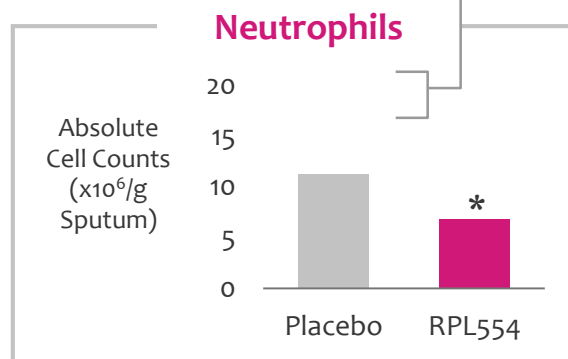 Neutrophils
20
15
10
5
0
Absolute
Cell Counts
(x10⁶/g
Sputum)
*
Placebo
RPL554